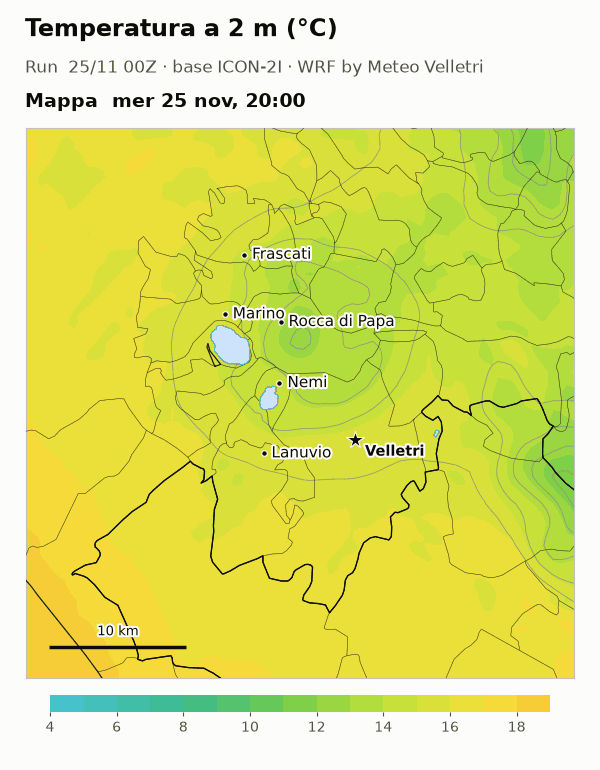 Temperatura a 2 m (°C)
Run  25/11 00Z · base ICON-2I · WRF by Meteo Velletri
Mappa  mer 25 nov, 20:00
Frascati
Marino
Rocca di Papa
Nemi
Velletri
Lanuvio
10 km
4 6 8 10 12 14 16 18